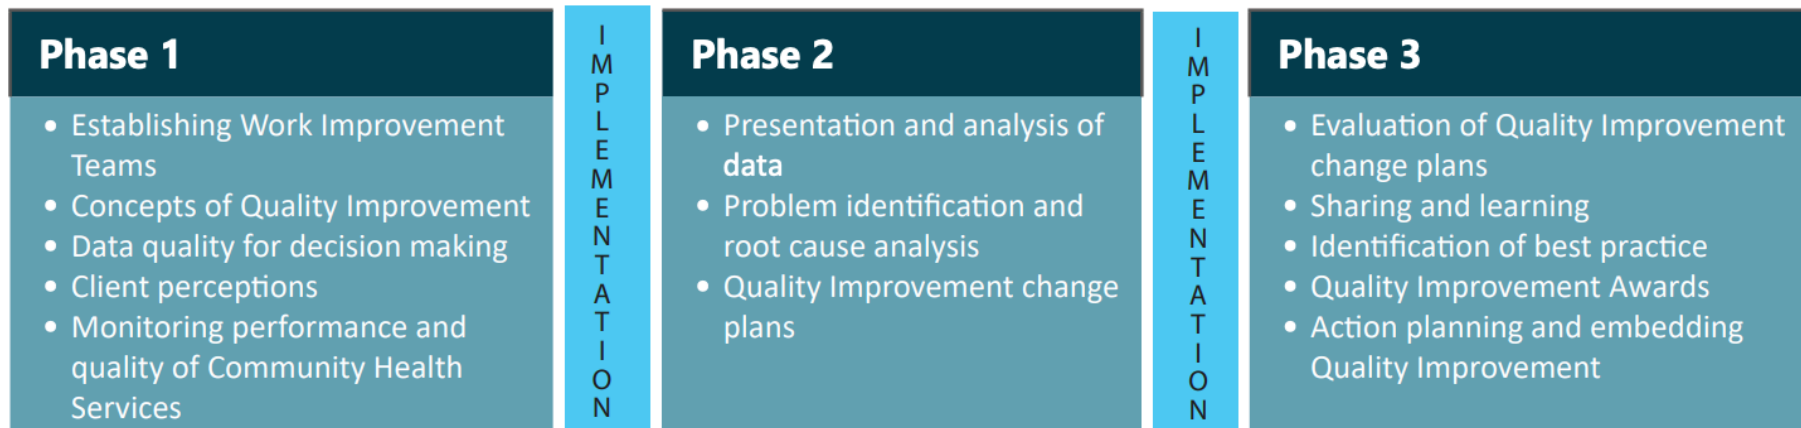 Phase 1
• Establishing Work Improvement
Teams
• Concepts of Quality Improvement
• Data quality for decision making
• Client perceptions
• Monitoring performance and
quality of Community Health
Services
IMPLEMENTATION
Phase 2
• Presentation and analysis of
data
• Problem identification and
root cause analysis
• Quality Improvement change
plans
IMPLEMENTATION
Phase 3
• Evaluation of Quality Improvement
change plans
• Sharing and learning
• Identification of best practice
• Quality Improvement Awards
• Action planning and embedding
Quality Improvement